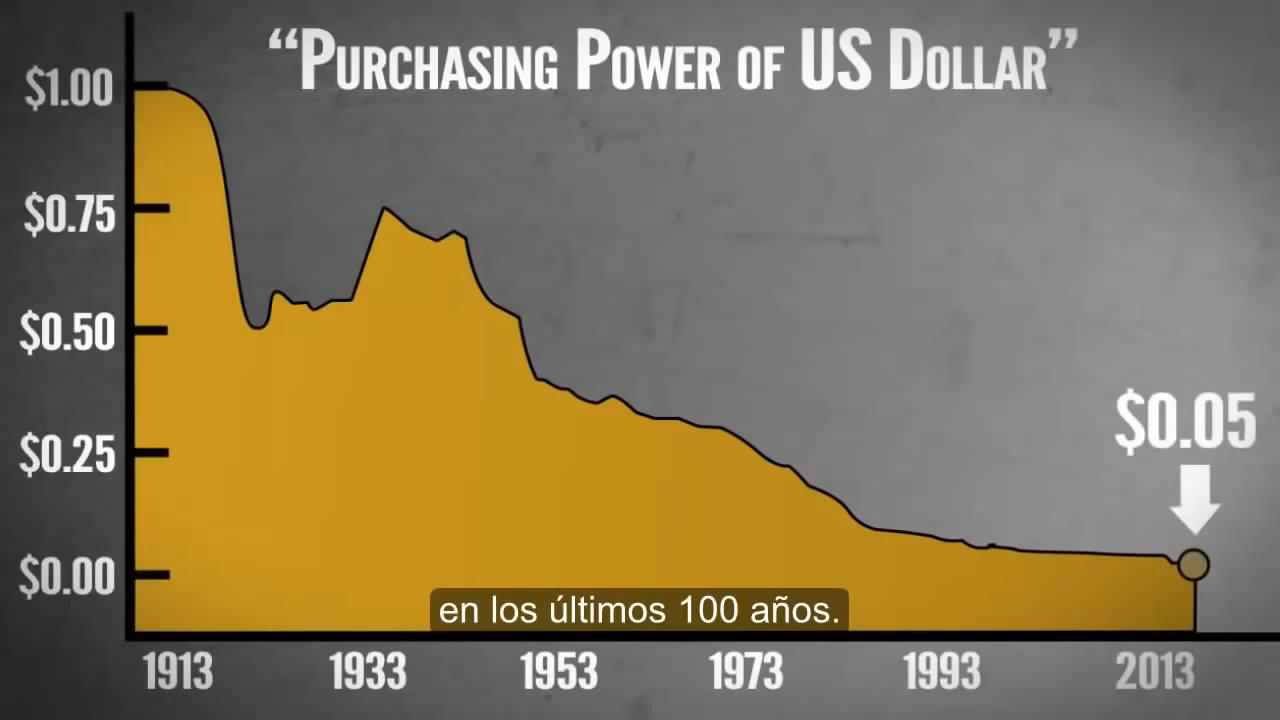 “PURCHASING POWER OF US DOLLAR”
$1.00
$0.75
$0.50
$0.25
$0.00
$0.05
en los últimos 100 años.
1913 1933 1953 1973 1993 2013